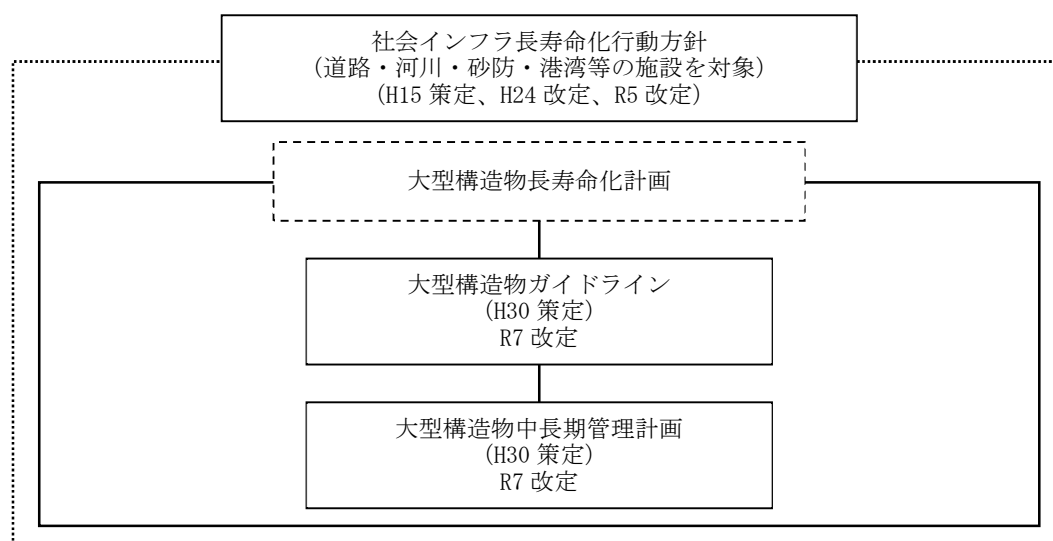 社会インフラ長寿命化行動方針
(道路・河川・砂防・港湾等の施設を対象)
(H15 策定、H24 改定、R5 改定)
大型構造物長寿命化計画
大型構造物ガイドライン
(H30 策定)
R7 改定
大型構造物中長期管理計画
(H30 策定)
R7 改定